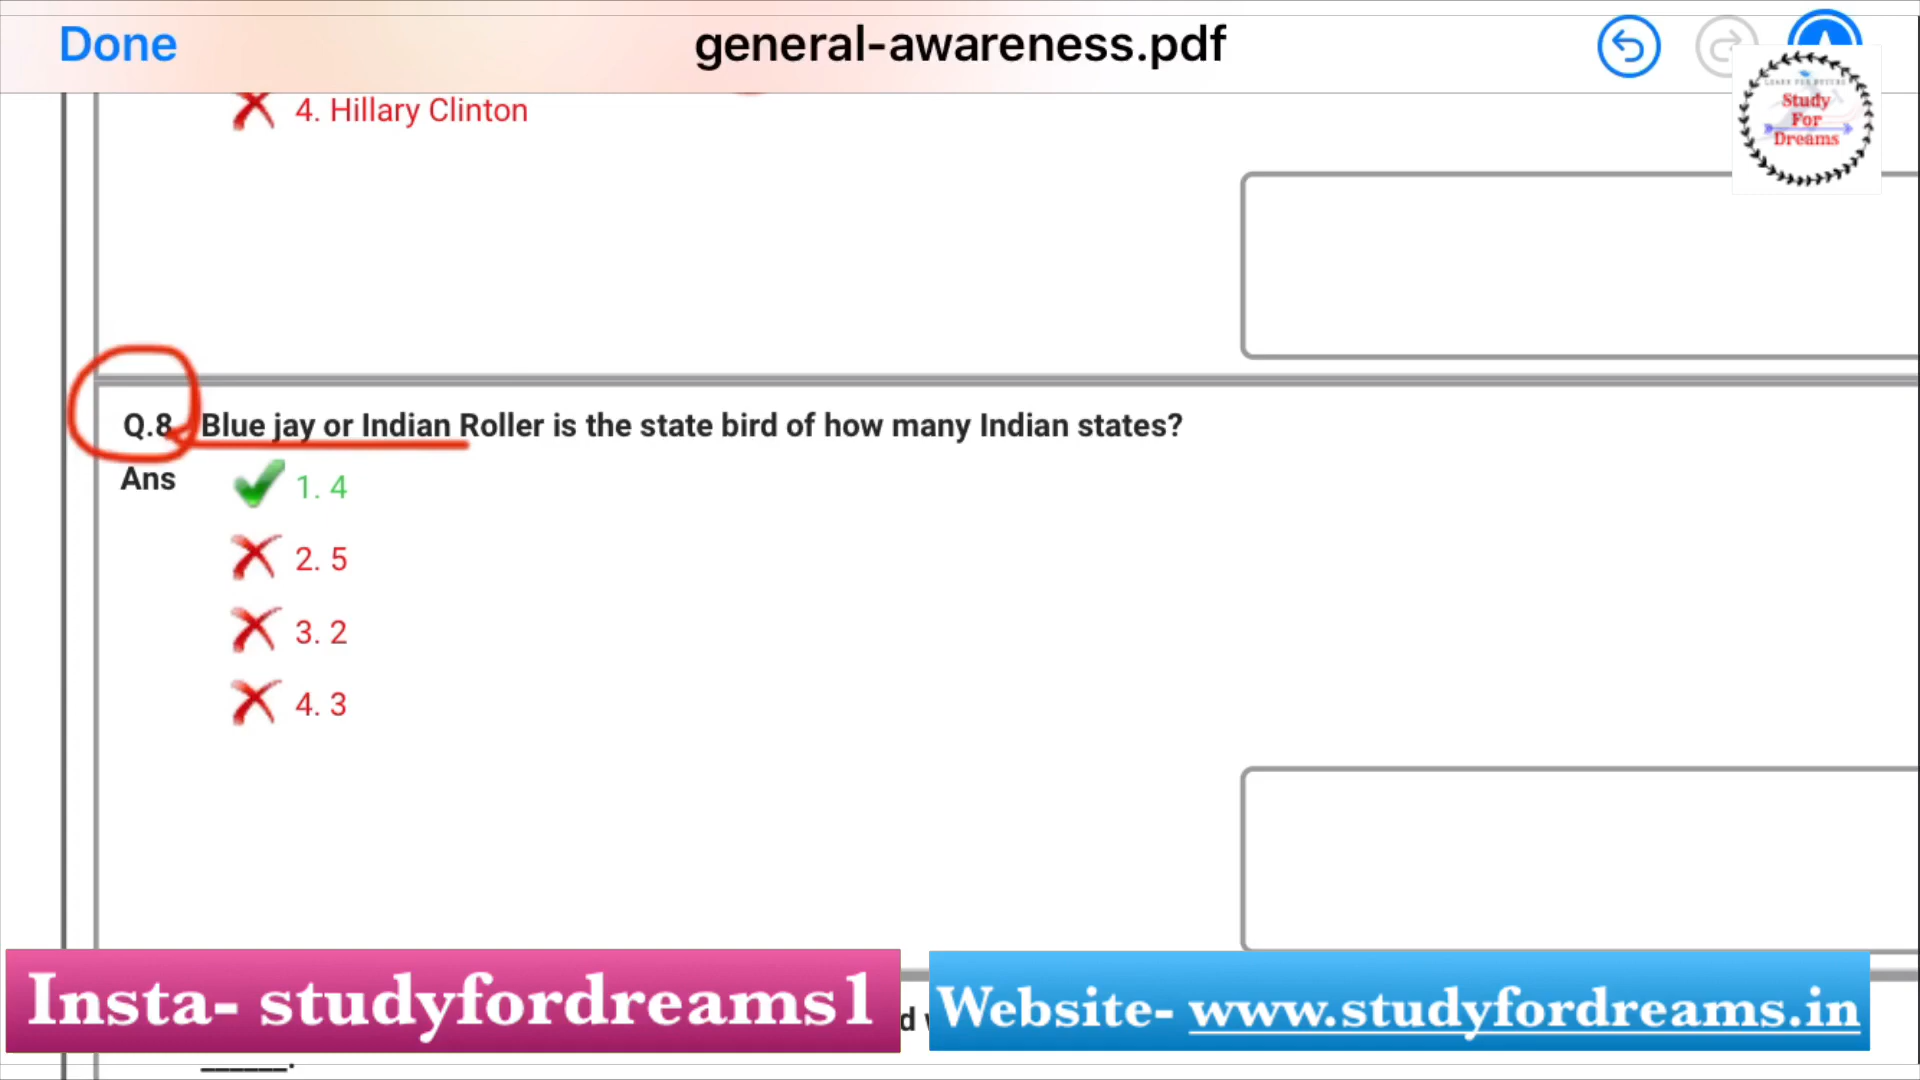 Done
general-awareness.pdf
Study
For
Dreams
4. Hillary Clinton
Q.8 Blue jay or Indian Roller is the state bird of how many Indian states?
Ans
1. 4
2. 5
3. 2
4. 3
Insta- studyfordreams1
d
Website- www.studyfordreams.in
______.